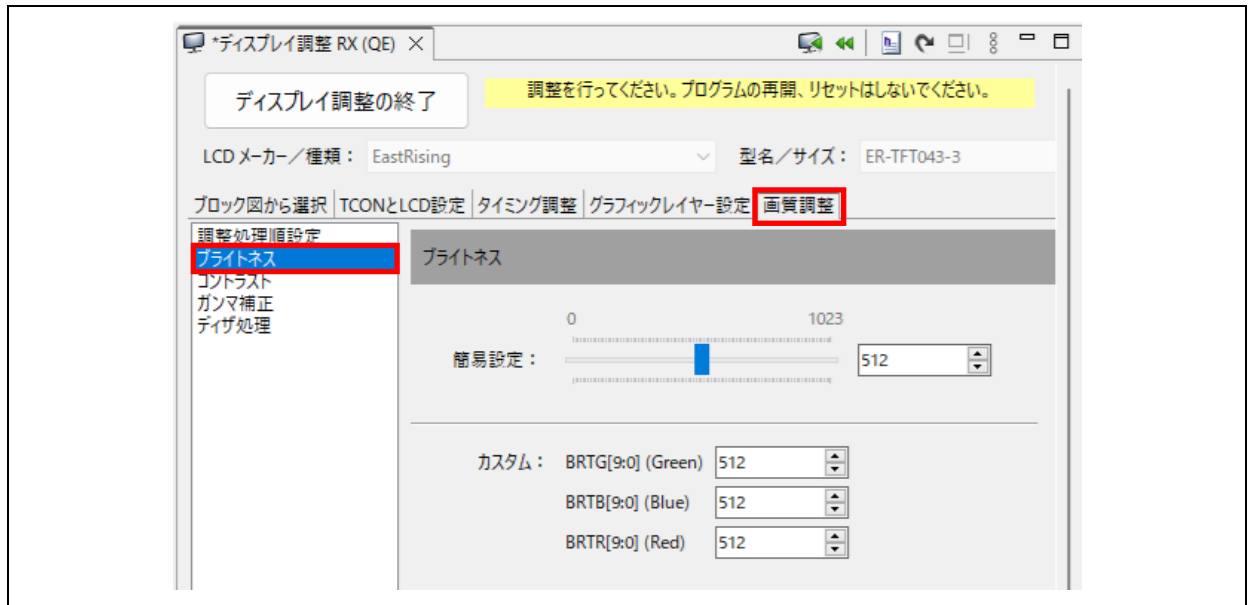 *ディスプレイ調整 RX (QE)
ディスプレイ調整の終了
調整を行ってください。プログラムの再開、リセットはしないでください。
LCD メーカー／種類： EastRising 型名／サイズ： ER-TFT043-3
ブロック図から選択 TCONとLCD設定 タイミング調整 グラフィックレイヤー設定 画質調整
調整処理順設定
ブライトネス
コントラスト
ガンマ補正
ディザ処理
ブライトネス
0 1023
簡易設定： 512
カスタム： BRTG[9:0] (Green) 512
BRTB[9:0] (Blue) 512
BRTR[9:0] (Red) 512